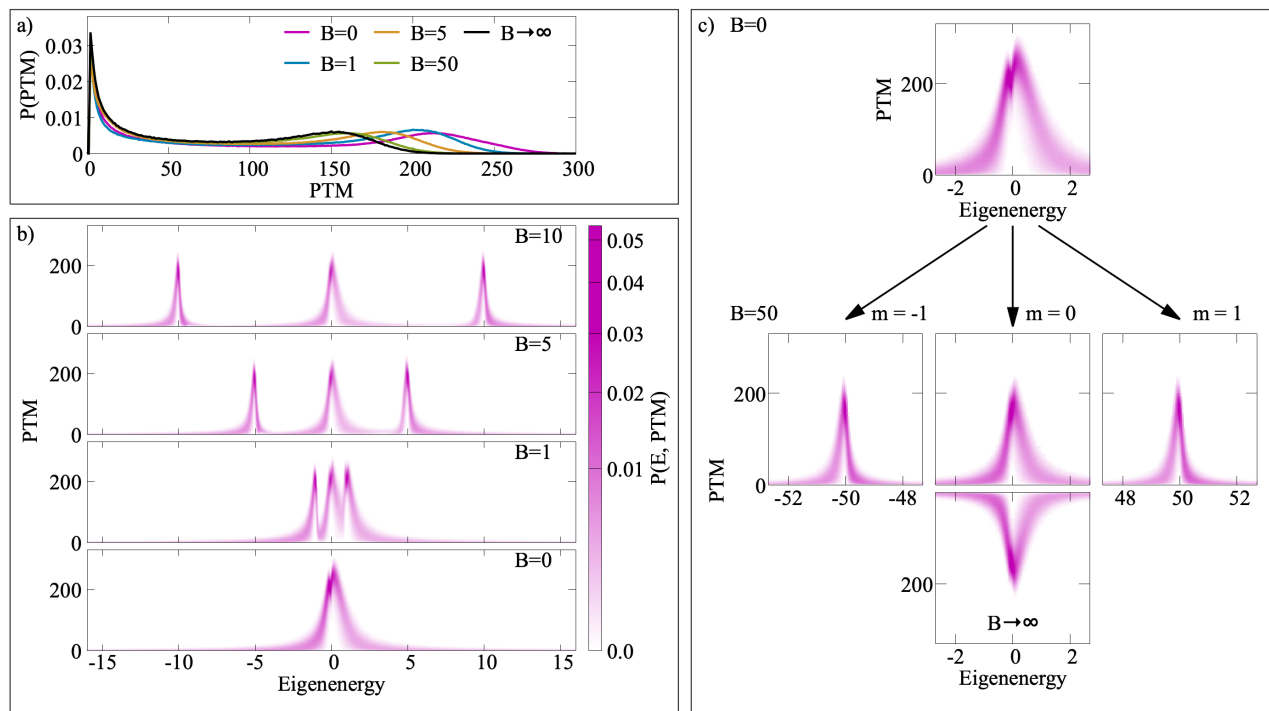 a)
P(PTM)
0.03
0.02
0.01
0
B=0
B=5
B→∞
B=1
B=50
0 50 100 150 200 250 300
PTM
b)
PTM
B=10
200
0
B=5
200
0
B=1
200
0
B=0
200
0
-15 -10 -5 0 5 10 15
Eigenenergy
0.05
0.04
0.03
0.02
0.01
0.0
P(E, PTM)
c) B=0
PTM
200
0
-2 0 2
Eigenenergy
B=50 m = -1 m = 0 m = 1
PTM
200
0
-52 -50 -48
48 50 52
200
B→∞
-2 0 2
Eigenenergy